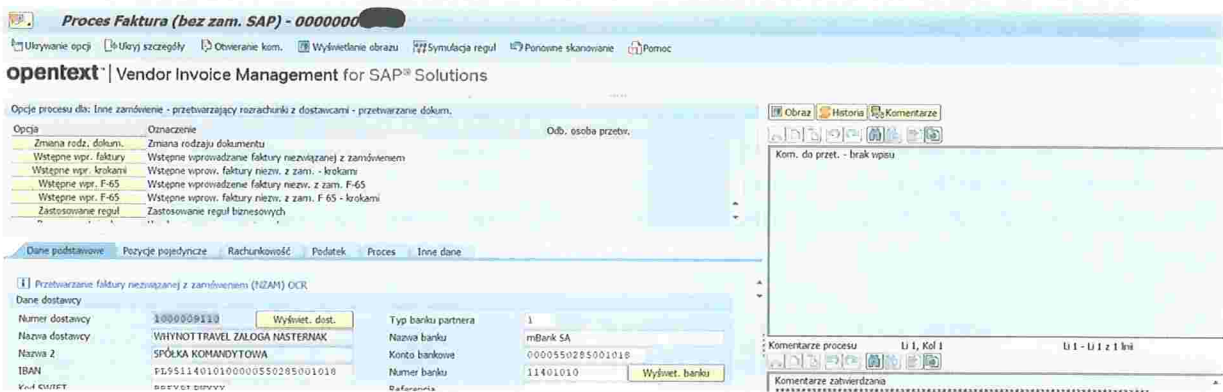 Proces Faktura (bez zam. SAP) - 0000000
Ukrywanie opcji Ukryj szczegóły Otwieranie kom. Wyświetlanie obrazu Symulacja reguł Ponowne skanowanie Pomoc
opentext™ | Vendor Invoice Management for SAP® Solutions
Opcje procesu dla: Inne zamówienie - przetwarzający rozrachunki z dostawcami - przetwarzanie dokum.
Opcja Oznaczenie Odb. osoba przetw.
Zmiana rodz. dokum. Zmiana rodzaju dokumentu
Wstępne wpr. faktury Wstępne wprowadzanie faktury niezwiązanej z zamówieniem
Wstępne wpr. krokami Wstępne wprow. faktury niezw. z zam. - krokami
Wstępne wpr. F-65 Wstępne wprowadzenie faktury niezw. z zam. F-65
Wstępne wpr. F-65 Wstępne wprow. faktury niezw. z zam. F 65 - krokami
Zastosowanie reguł Zastosowanie reguł biznesowych
Dane podstawowe Pozycje pojedyncze Rachunkowość Podatek Proces Inne dane
Przetwarzanie faktury niezwiązanej z zamówieniem (NZAM) OCR
Dane dostawcy
Numer dostawcy 1000009110 Wyświet. dost.
Nazwa dostawcy WHYNOTTRAVEL ZAŁOGA NASTERNAK
Nazwa 2 SPÓŁKA KOMANDYTOWA
IBAN PL95114010100000550285001018
Kod SWIFT
Typ banku partnera 1
Nazwa banku mBank SA
Konto bankowe 0000550285001018
Numer banku 11401010 Wyświet. banku
Referencja
Obraz Historia Komentarze
Kom. do przet. - brak wpisu
Komentarze procesu Li 1, Kol 1 Li 1 - Li 1 z 1 lini
Komentarze zatwierdzania